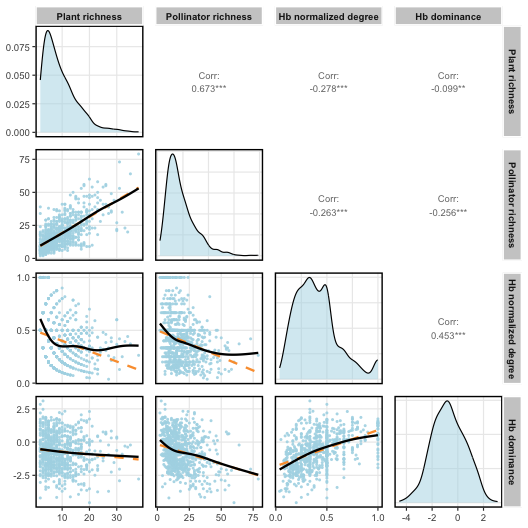 Plant richness Pollinator richness Hb normalized degree Hb dominance
0.075
0.050
0.025
0.000
Corr:
0.673***
Corr:
-0.278***
Corr:
-0.099**
Plant richness
75
50
25
0
Corr:
-0.263***
Corr:
-0.256***
Pollinator richness
1.0
0.5
0.0
Corr:
0.453***
Hb normalized degree
2.5
0.0
-2.5
Hb dominance
10 20 30 0 25 50 75 0.0 0.5 1.0 -4 -2 0 2